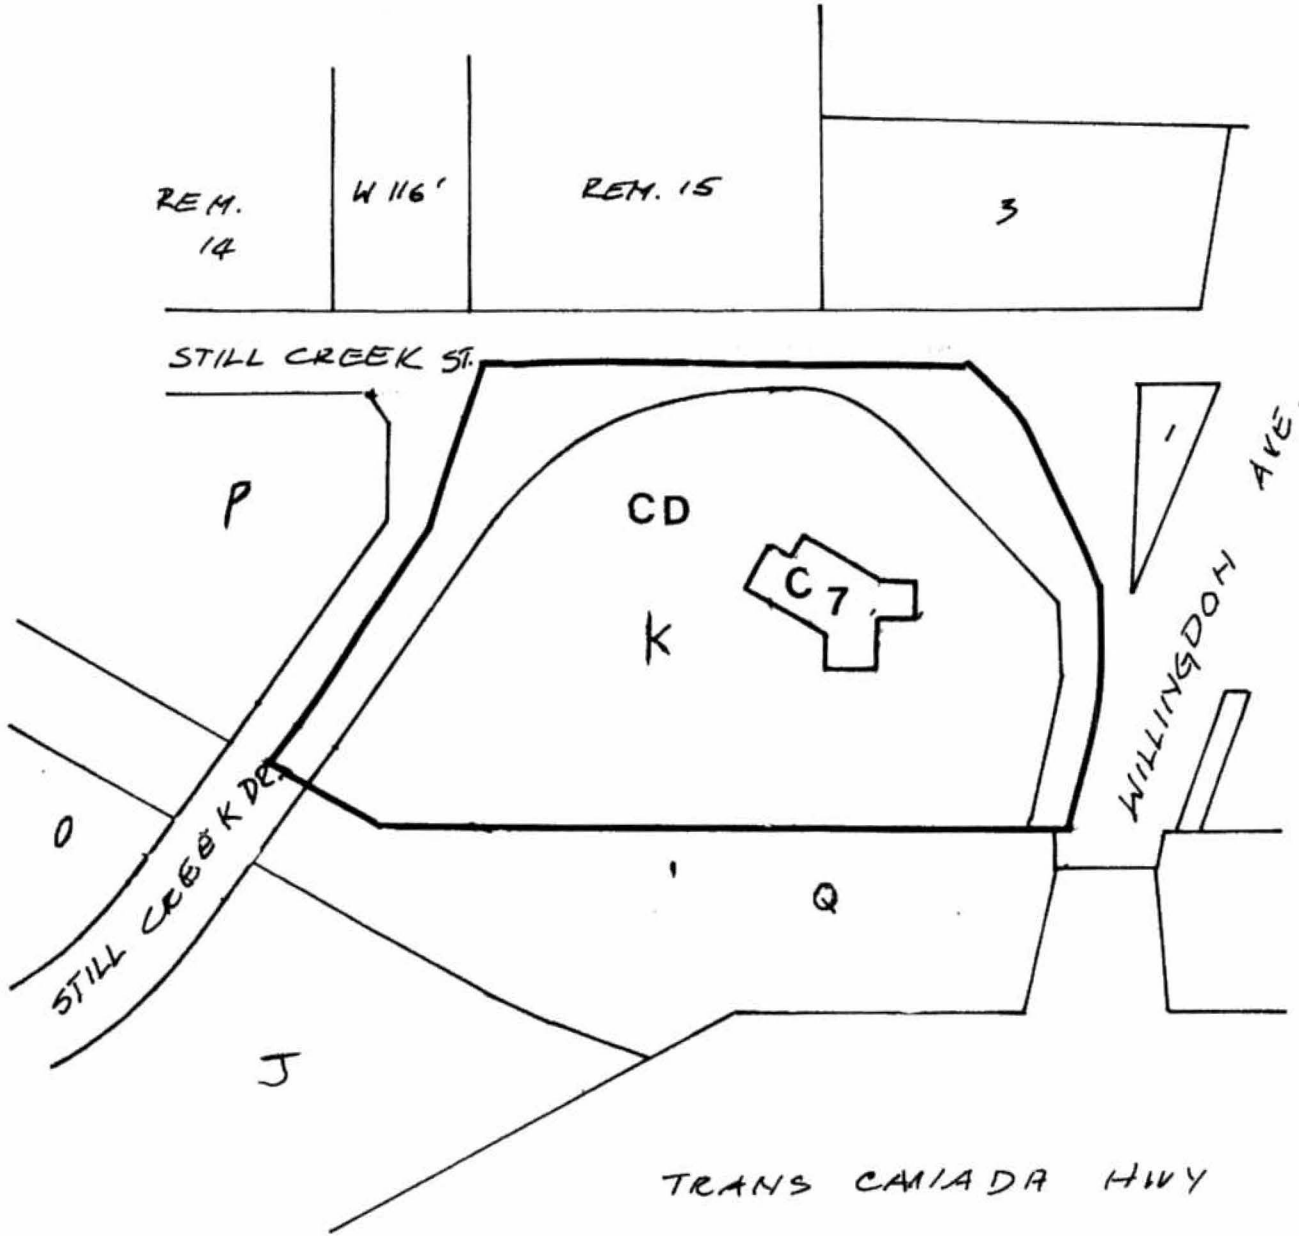 REM.
14
W 116'
REM. 15
3
STILL CREEK ST.
P
CD
C 7
K
1
WILLINGDON AVE.
O
STILL CREEK DR.
Q
J
TRANS CANADA HWY